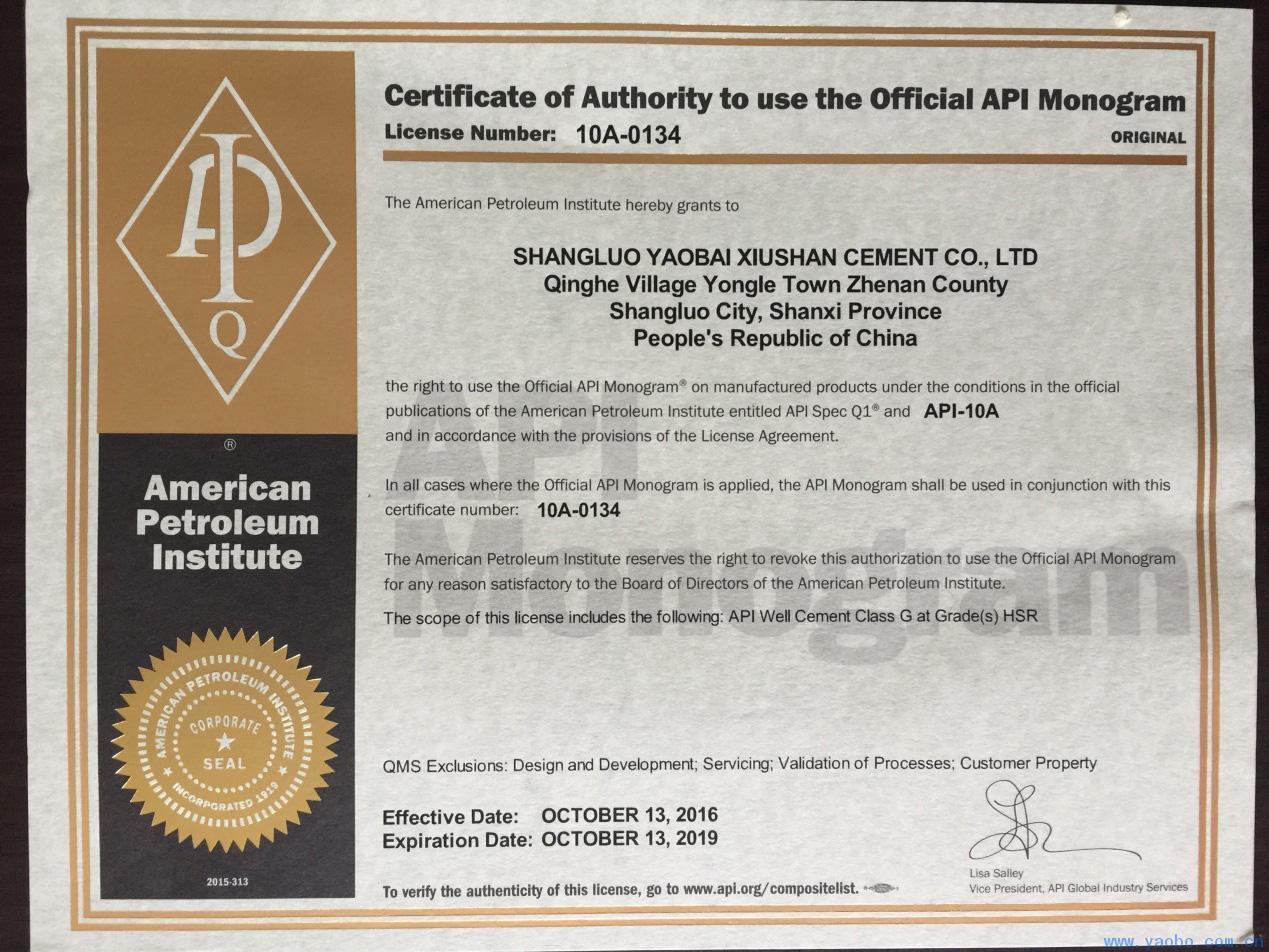 Certificate of Authority to use the Official API Monogram
License Number: 10A-0134
ORIGINAL
The American Petroleum Institute hereby grants to
SHANGLUO YAOBAI XIUSHAN CEMENT CO., LTD
Qinghe Village Yongle Town Zhenan County
Shangluo City, Shanxi Province
People's Republic of China
the right to use the Official API Monogram® on manufactured products under the conditions in the official
publications of the American Petroleum Institute entitled API Spec Q1® and API-10A
and in accordance with the provisions of the License Agreement.
In all cases where the Official API Monogram is applied, the API Monogram shall be used in conjunction with this
certificate number: 10A-0134
The American Petroleum Institute reserves the right to revoke this authorization to use the Official API Monogram
for any reason satisfactory to the Board of Directors of the American Petroleum Institute.
The scope of this license includes the following: API Well Cement Class G at Grade(s) HSR
QMS Exclusions: Design and Development; Servicing; Validation of Processes; Customer Property
Effective Date: OCTOBER 13, 2016
Expiration Date: OCTOBER 13, 2019
To verify the authenticity of this license, go to www.api.org/compositelist.
Lisa Salley
Vice President, API Global Industry Services
API
Monogram
API
Q
®
American
Petroleum
Institute
AMERICAN PETROLEUM INSTITUTE
CORPORATE
SEAL
INCORPORATED 1919
2015-313